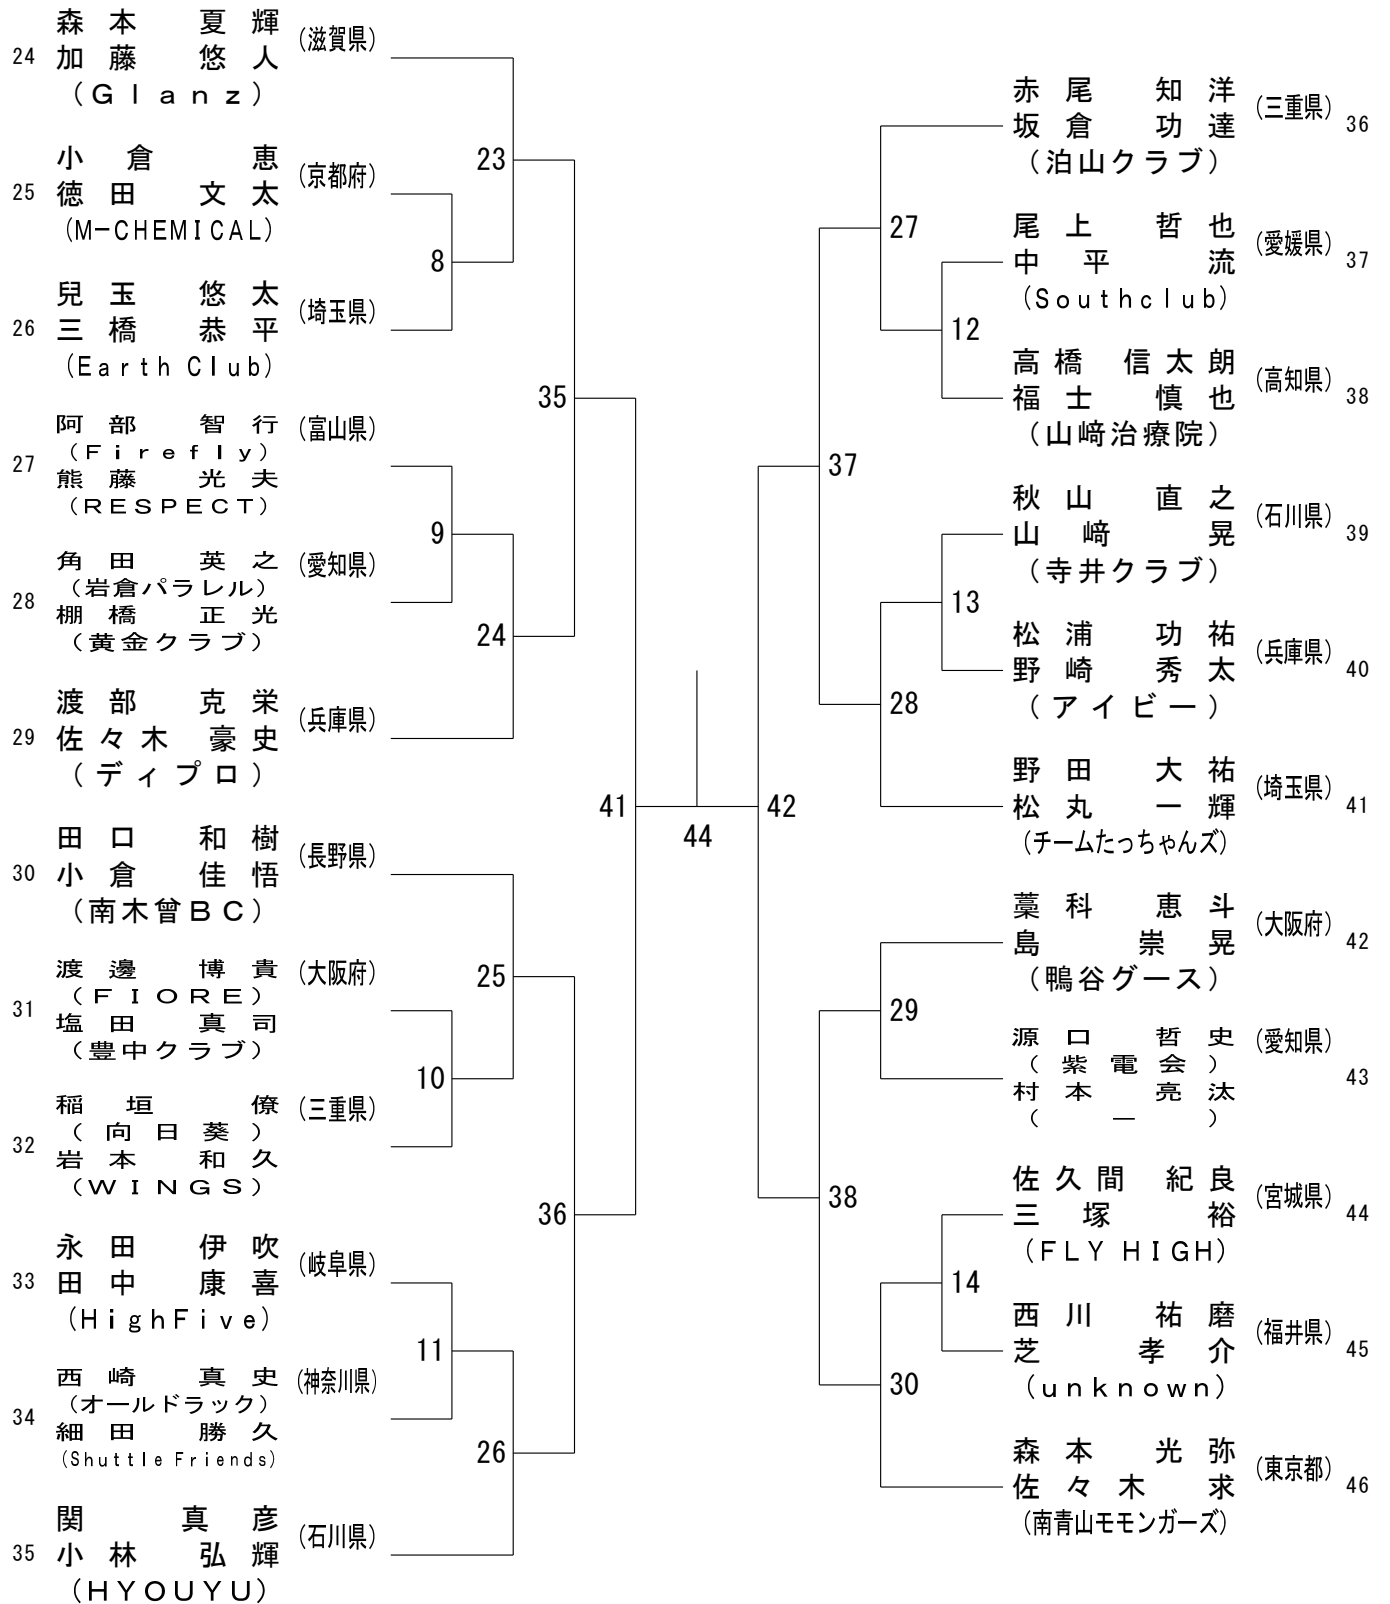 森本 夏輝
(滋賀県)
24
加藤 悠人
(Glanz)
小倉 恵
(京都府)
25
徳田 文太
(M-CHEMICAL)
兒玉 悠太
(埼玉県)
26
三橋 恭平
(Earth Club)
阿部 智行
(富山県)
(Firefly)
27
熊藤 光夫
(RESPECT)
角田 英之
(愛知県)
(岩倉パラレル)
28
棚橋 正光
(黄金クラブ)
渡部 克栄
(兵庫県)
29
佐々木 豪史
(ディプロ)
田口 和樹
(長野県)
30
小倉 佳悟
(南木曾BC)
渡邊 博貴
(大阪府)
(FIORE)
31
塩田 真司
(豊中クラブ)
稲垣 僚
(三重県)
(向日葵)
32
岩本 和久
(WINGS)
永田 伊吹
(岐阜県)
33
田中 康喜
(HighFive)
西崎 真史
(神奈川県)
(オールドラック)
34
細田 勝久
(Shuttle Friends)
関 真彦
(石川県)
35
小林 弘輝
(HYOUYU)
23
8
35
9
24
41
25
10
36
11
26
44
42
27
12
37
13
28
29
38
14
30
赤尾 知洋
(三重県)
36
坂倉 功達
(泊山クラブ)
尾上 哲也
(愛媛県)
37
中平 流
(Southclub)
高橋 信太朗
(高知県)
38
福士 慎也
(山﨑治療院)
秋山 直之
(石川県)
39
山﨑 晃
(寺井クラブ)
松浦 功祐
(兵庫県)
40
野崎 秀太
(アイビー)
野田 大祐
(埼玉県)
41
松丸 一輝
(チームたっちゃんズ)
藁科 恵斗
(大阪府)
42
島 崇晃
(鴨谷グース)
源口 哲史
(愛知県)
(紫電会)
43
村本 亮汰
(一)
佐久間 紀良
(宮城県)
44
三塚 裕
(FLY HIGH)
西川 祐磨
(福井県)
45
芝 孝介
(unknown)
森本 光弥
(東京都)
46
佐々木 求
(南青山モモンガーズ)